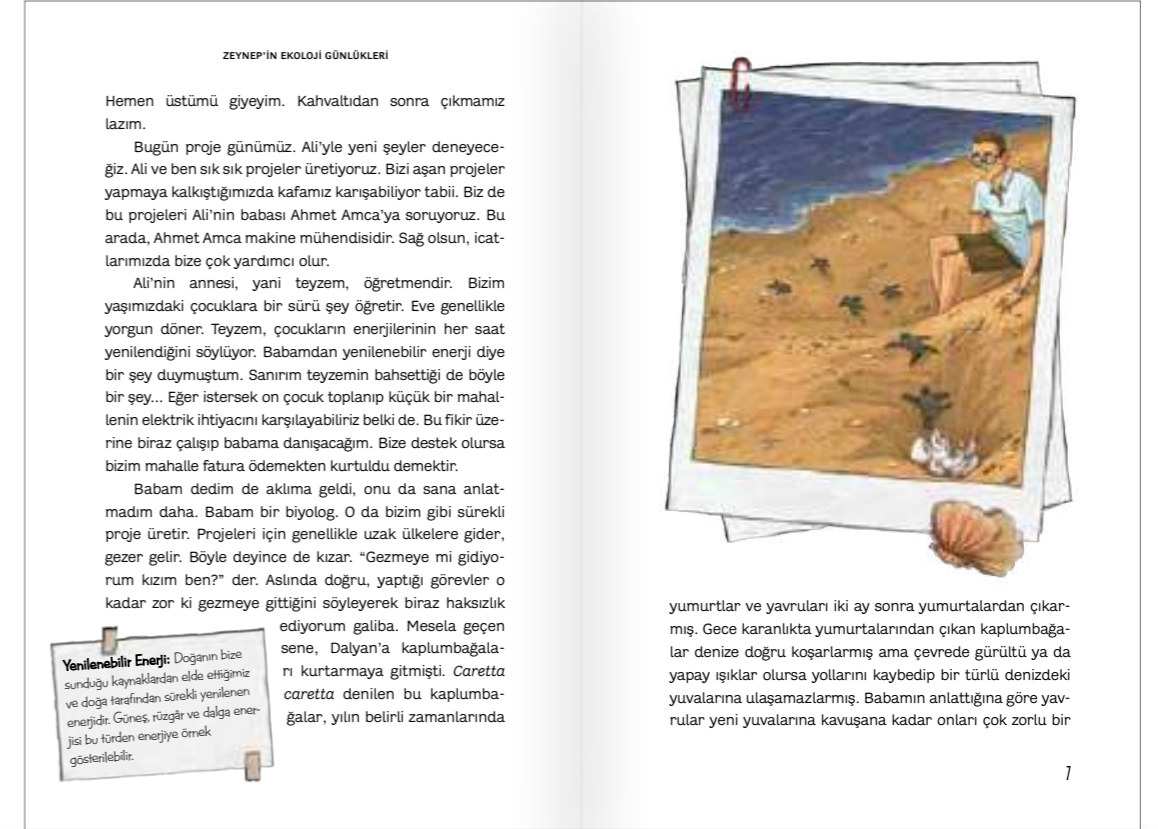 ZEYNEP'İN EKOLOJİ GÜNLÜKLERİ
Hemen üstümü giyeyim. Kahvaltıdan sonra çıkmamız
lazım.
Bugün proje günümüz. Ali'yle yeni şeyler deneyece-
ğiz. Ali ve ben sık sık projeler üretiyoruz. Bizi aşan projeler
yapmaya kalkıştığımızda kafamız karışabiliyor tabii. Biz de
bu projeleri Ali'nin babası Ahmet Amca'ya soruyoruz. Bu
arada, Ahmet Amca makine mühendisidir. Sağ olsun, icat-
larımızda bize çok yardımcı olur.
Ali'nin annesi, yani teyzem, öğretmendir. Bizim
yaşımızdaki çocuklara bir sürü şey öğretir. Eve genellikle
yorgun döner. Teyzem, çocukların enerjilerinin her saat
yenilendiğini söylüyor. Babamdan yenilenebilir enerji diye
bir şey duymuştum. Sanırım teyzemin bahsettiği de böyle
bir şey... Eğer istersek on çocuk toplanıp küçük bir mahal-
lenin elektrik ihtiyacını karşılayabiliriz belki de. Bu fikir üze-
rine biraz çalışıp babama danışacağım. Bize destek olursa
bizim mahalle fatura ödemekten kurtuldu demektir.
Babam dedim de aklıma geldi, onu da sana anlat-
madım daha. Babam bir biyolog. O da bizim gibi sürekli
proje üretir. Projeleri için genellikle uzak ülkelere gider,
gezer gelir. Böyle deyince de kızar. “Gezmeye mi gidiyo-
rum kızım ben?” der. Aslında doğru, yaptığı görevler o
kadar zor ki gezmeye gittiğini söyleyerek biraz haksızlık
ediyorum galiba. Mesela geçen
sene, Dalyan'a kaplumbağala-
rı kurtarmaya gitmişti. Caretta
caretta denilen bu kaplumba-
ğalar, yılın belirli zamanlarında
Yenilenebilir Enerji: Doğanın bize
sunduğu kaynaklardan elde ettiğimiz
ve doğa tarafından sürekli yenilenen
enerjidir. Güneş, rüzgâr ve dalga ener-
jisi bu türden enerjiye örnek
gösterilebilir.
yumurtlar ve yavruları iki ay sonra yumurtalardan çıkar-
mış. Gece karanlıkta yumurtalarından çıkan kaplumbağa-
lar denize doğru koşarlarmış ama çevrede gürültü ya da
yapay ışıklar olursa yollarını kaybedip bir türlü denizdeki
yuvalarına ulaşamazlarmış. Babamın anlattığına göre yav-
rular yeni yuvalarına kavuşana kadar onları çok zorlu bir
7